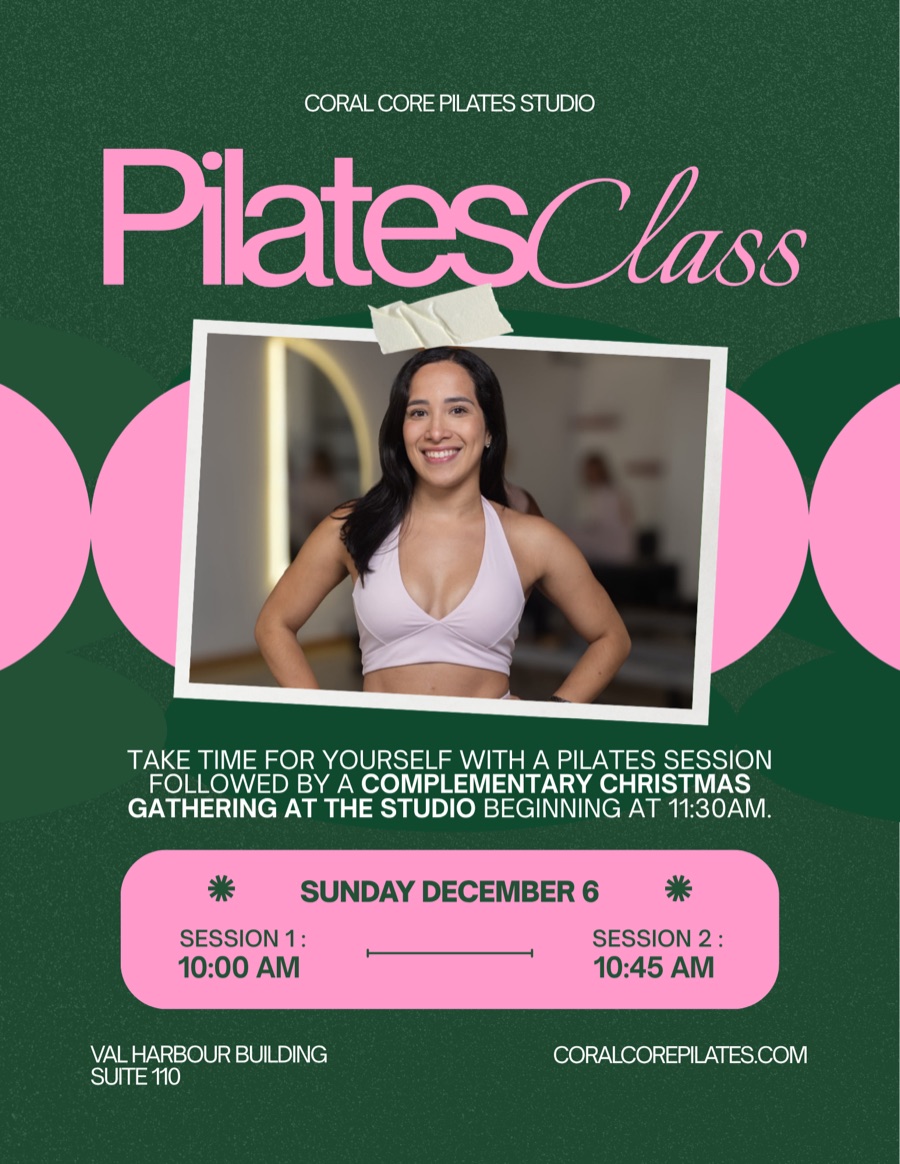 CORAL CORE PILATES STUDIO
Pilates Class
TAKE TIME FOR YOURSELF WITH A PILATES SESSION
FOLLOWED BY A COMPLEMENTARY CHRISTMAS
GATHERING AT THE STUDIO BEGINNING AT 11:30AM.
SUNDAY DECEMBER 6
SESSION 1 :
10:00 AM
SESSION 2 :
10:45 AM
VAL HARBOUR BUILDING
SUITE 110
CORALCOREPILATES.COM